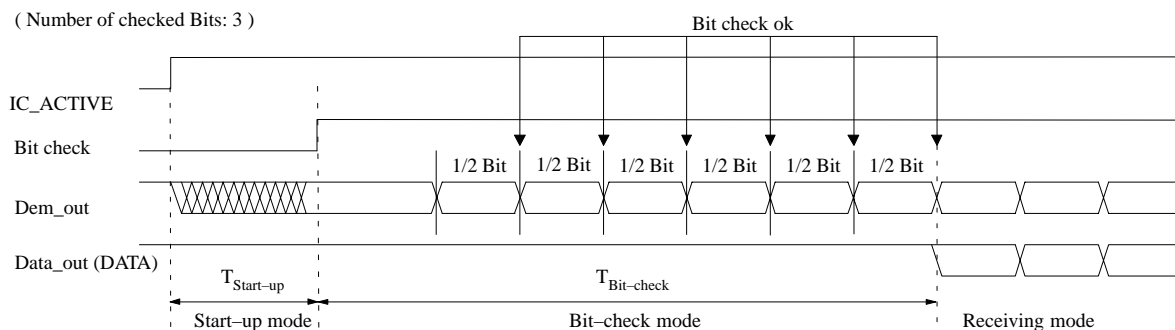 ( Number of checked Bits: 3 )
Bit check ok
IC_ACTIVE
Bit check
1/2 Bit 1/2 Bit 1/2 Bit 1/2 Bit 1/2 Bit 1/2 Bit
Dem_out
Data_out (DATA)
TStart–up TBit–check
Start–up mode Bit–check mode Receiving mode